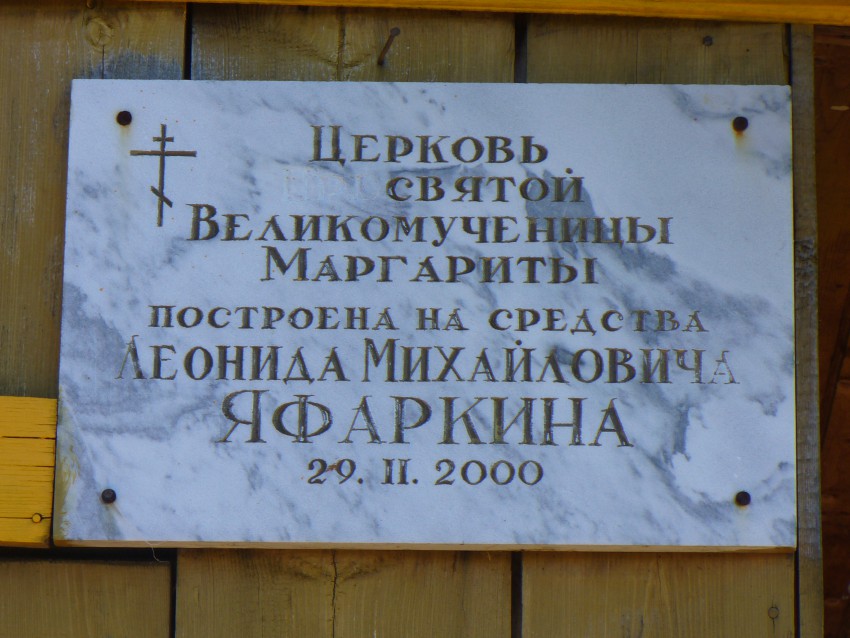 Церковь
святой
Великомученицы
Маргариты
построена на средства
Леонида Михайловича
Яфаркина
29. II. 2000